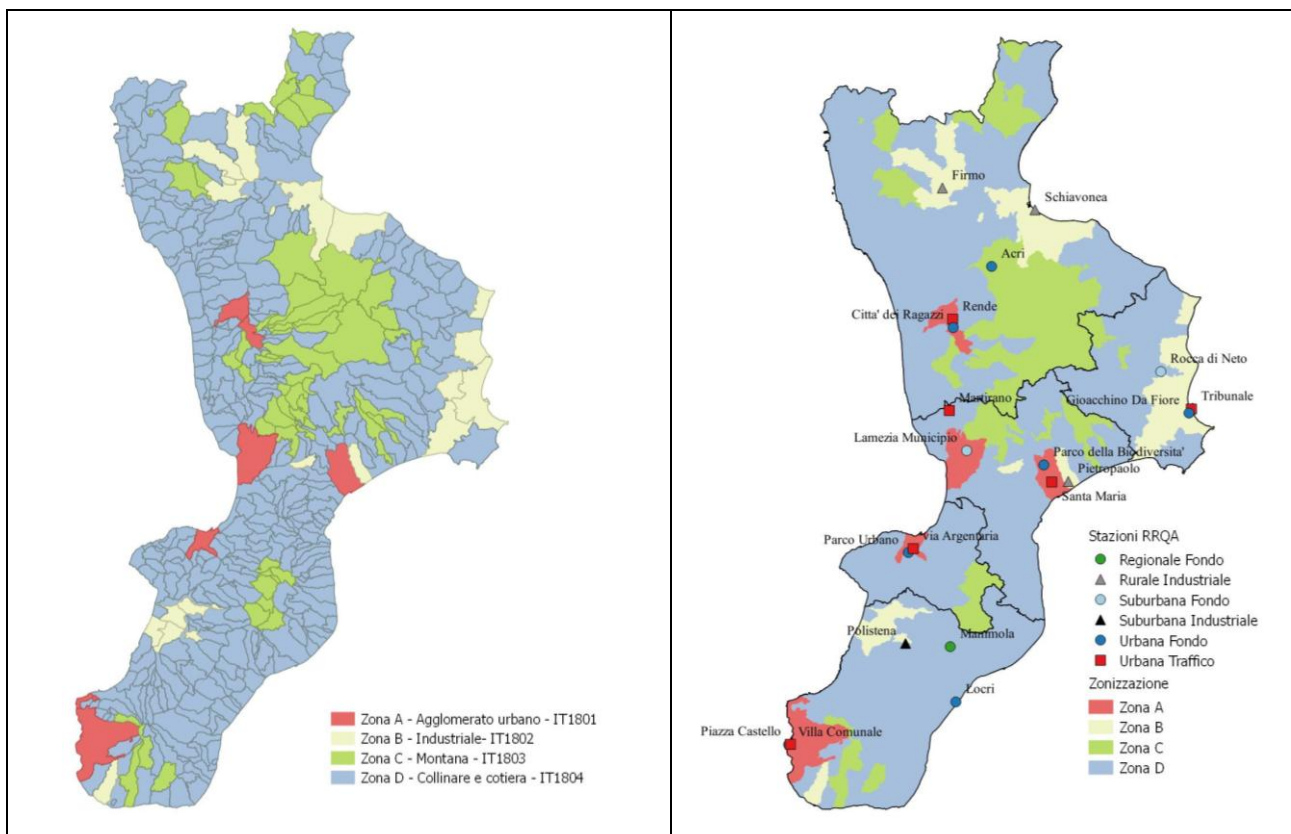 Zona A - Agglomerato urbano - IT1801
Zona B - Industriale- IT1802
Zona C - Montana - IT1803
Zona D - Collinare e cotiera - IT1804
Firmo
Schiavonea
Acri
Rende
Citta' dei Ragazzi
Rocca di Neto
Martirano
Gioacchino Da Fiore
Tribunale
Lamezia Municipio
Parco della Biodiversita'
Pietropaolo
Santa Maria
Parco Urbano
via Argentaria
Polistena
Mammola
Locri
Piazza Castello
Villa Comunale
Stazioni RRQA
Regionale Fondo
Rurale Industriale
Suburbana Fondo
Suburbana Industriale
Urbana Fondo
Urbana Traffico
Zonizzazione
Zona A
Zona B
Zona C
Zona D